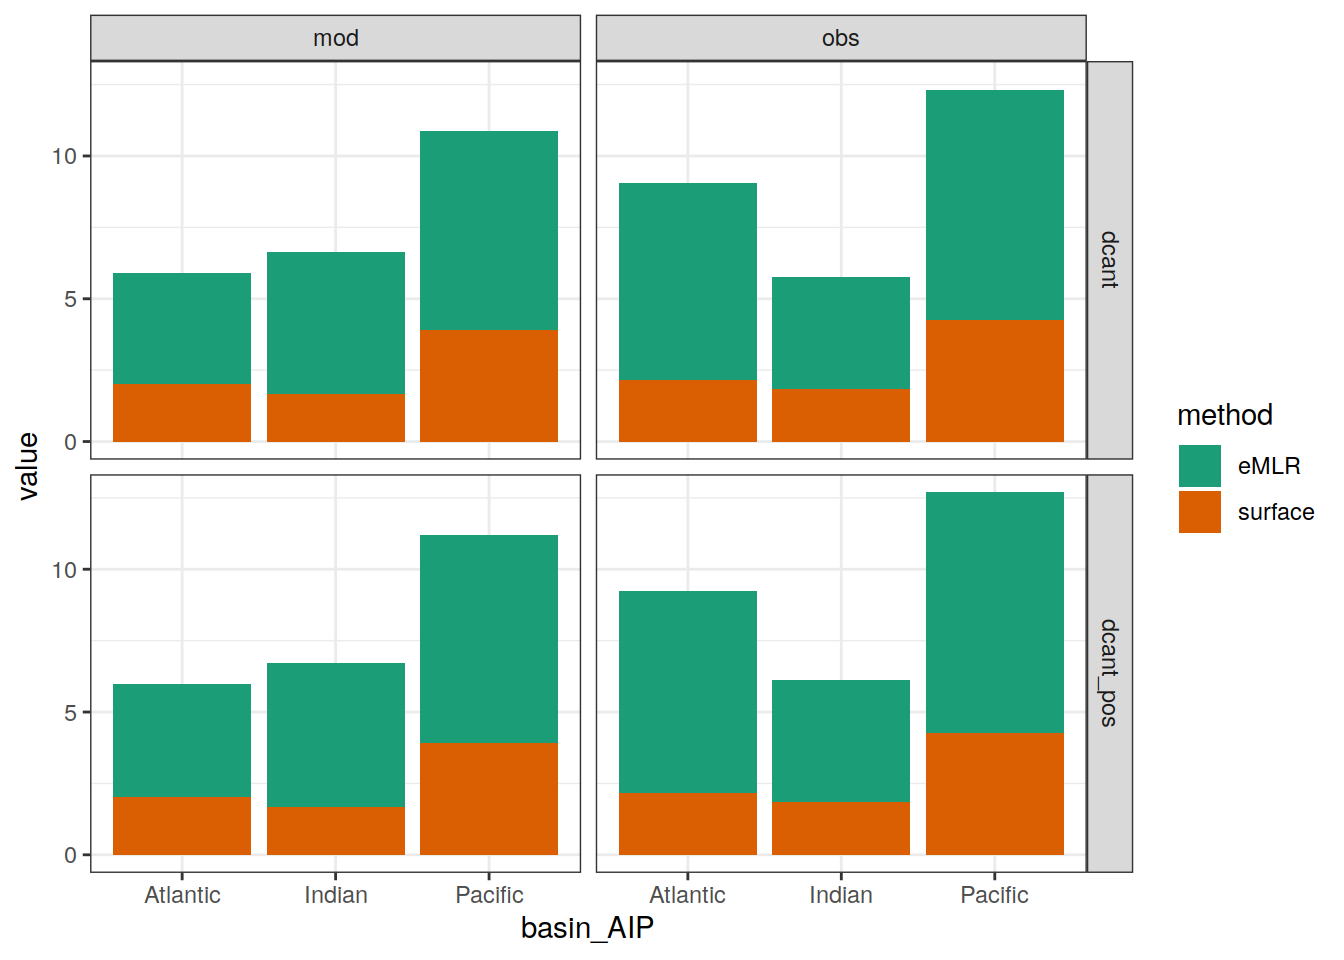 mod
obs
10
5
0
dcant
10
5
0
dcant_pos
Atlantic
Indian
Pacific
Atlantic
Indian
Pacific
basin_AIP
value
method
eMLR
surface